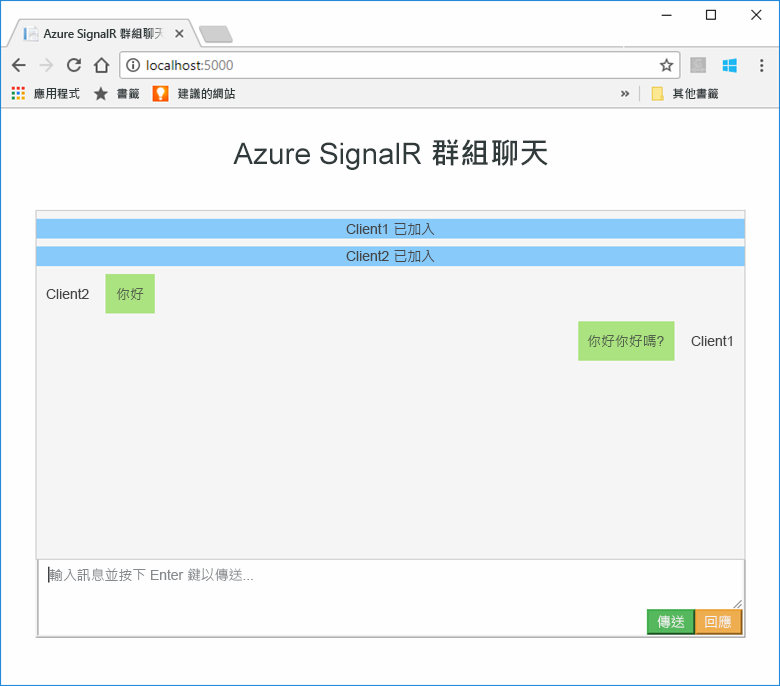 Azure SignalR 群組聊天
localhost:5000
應用程式 書籤 建議的網站 » 其他書籤
Azure SignalR 群組聊天
Client1 已加入
Client2 已加入
Client2 你好
你好你好嗎? Client1
輸入訊息並按下 Enter 鍵以傳送...
傳送 回應